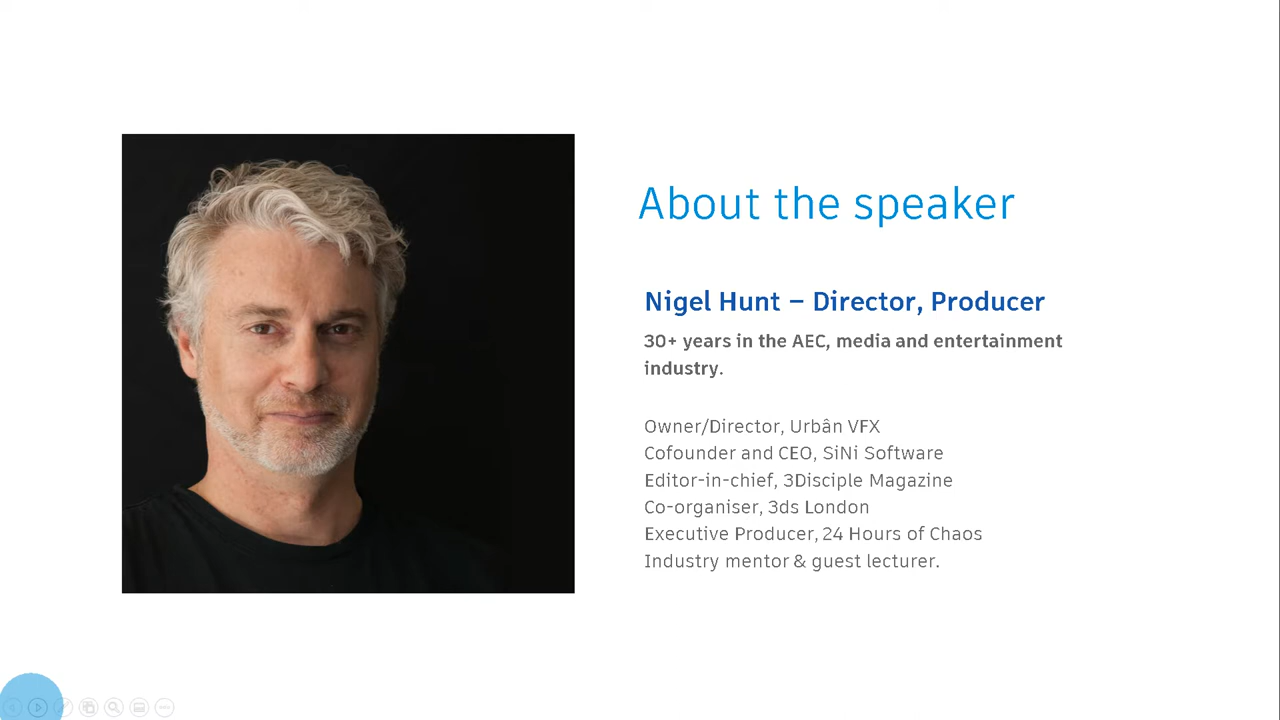 About the speaker
Nigel Hunt – Director, Producer
30+ years in the AEC, media and entertainment
industry.
Owner/Director, Urbân VFX
Cofounder and CEO, SiNi Software
Editor-in-chief, 3Disciple Magazine
Co-organiser, 3ds London
Executive Producer, 24 Hours of Chaos
Industry mentor & guest lecturer.